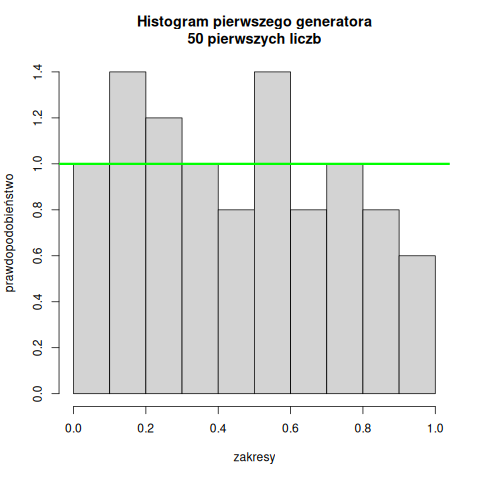 Histogram pierwszego generatora
50 pierwszych liczb
prawdopodobieństwo
1.4
1.2
1.0
0.8
0.6
0.4
0.2
0.0
0.0 0.2 0.4 0.6 0.8 1.0
zakresy